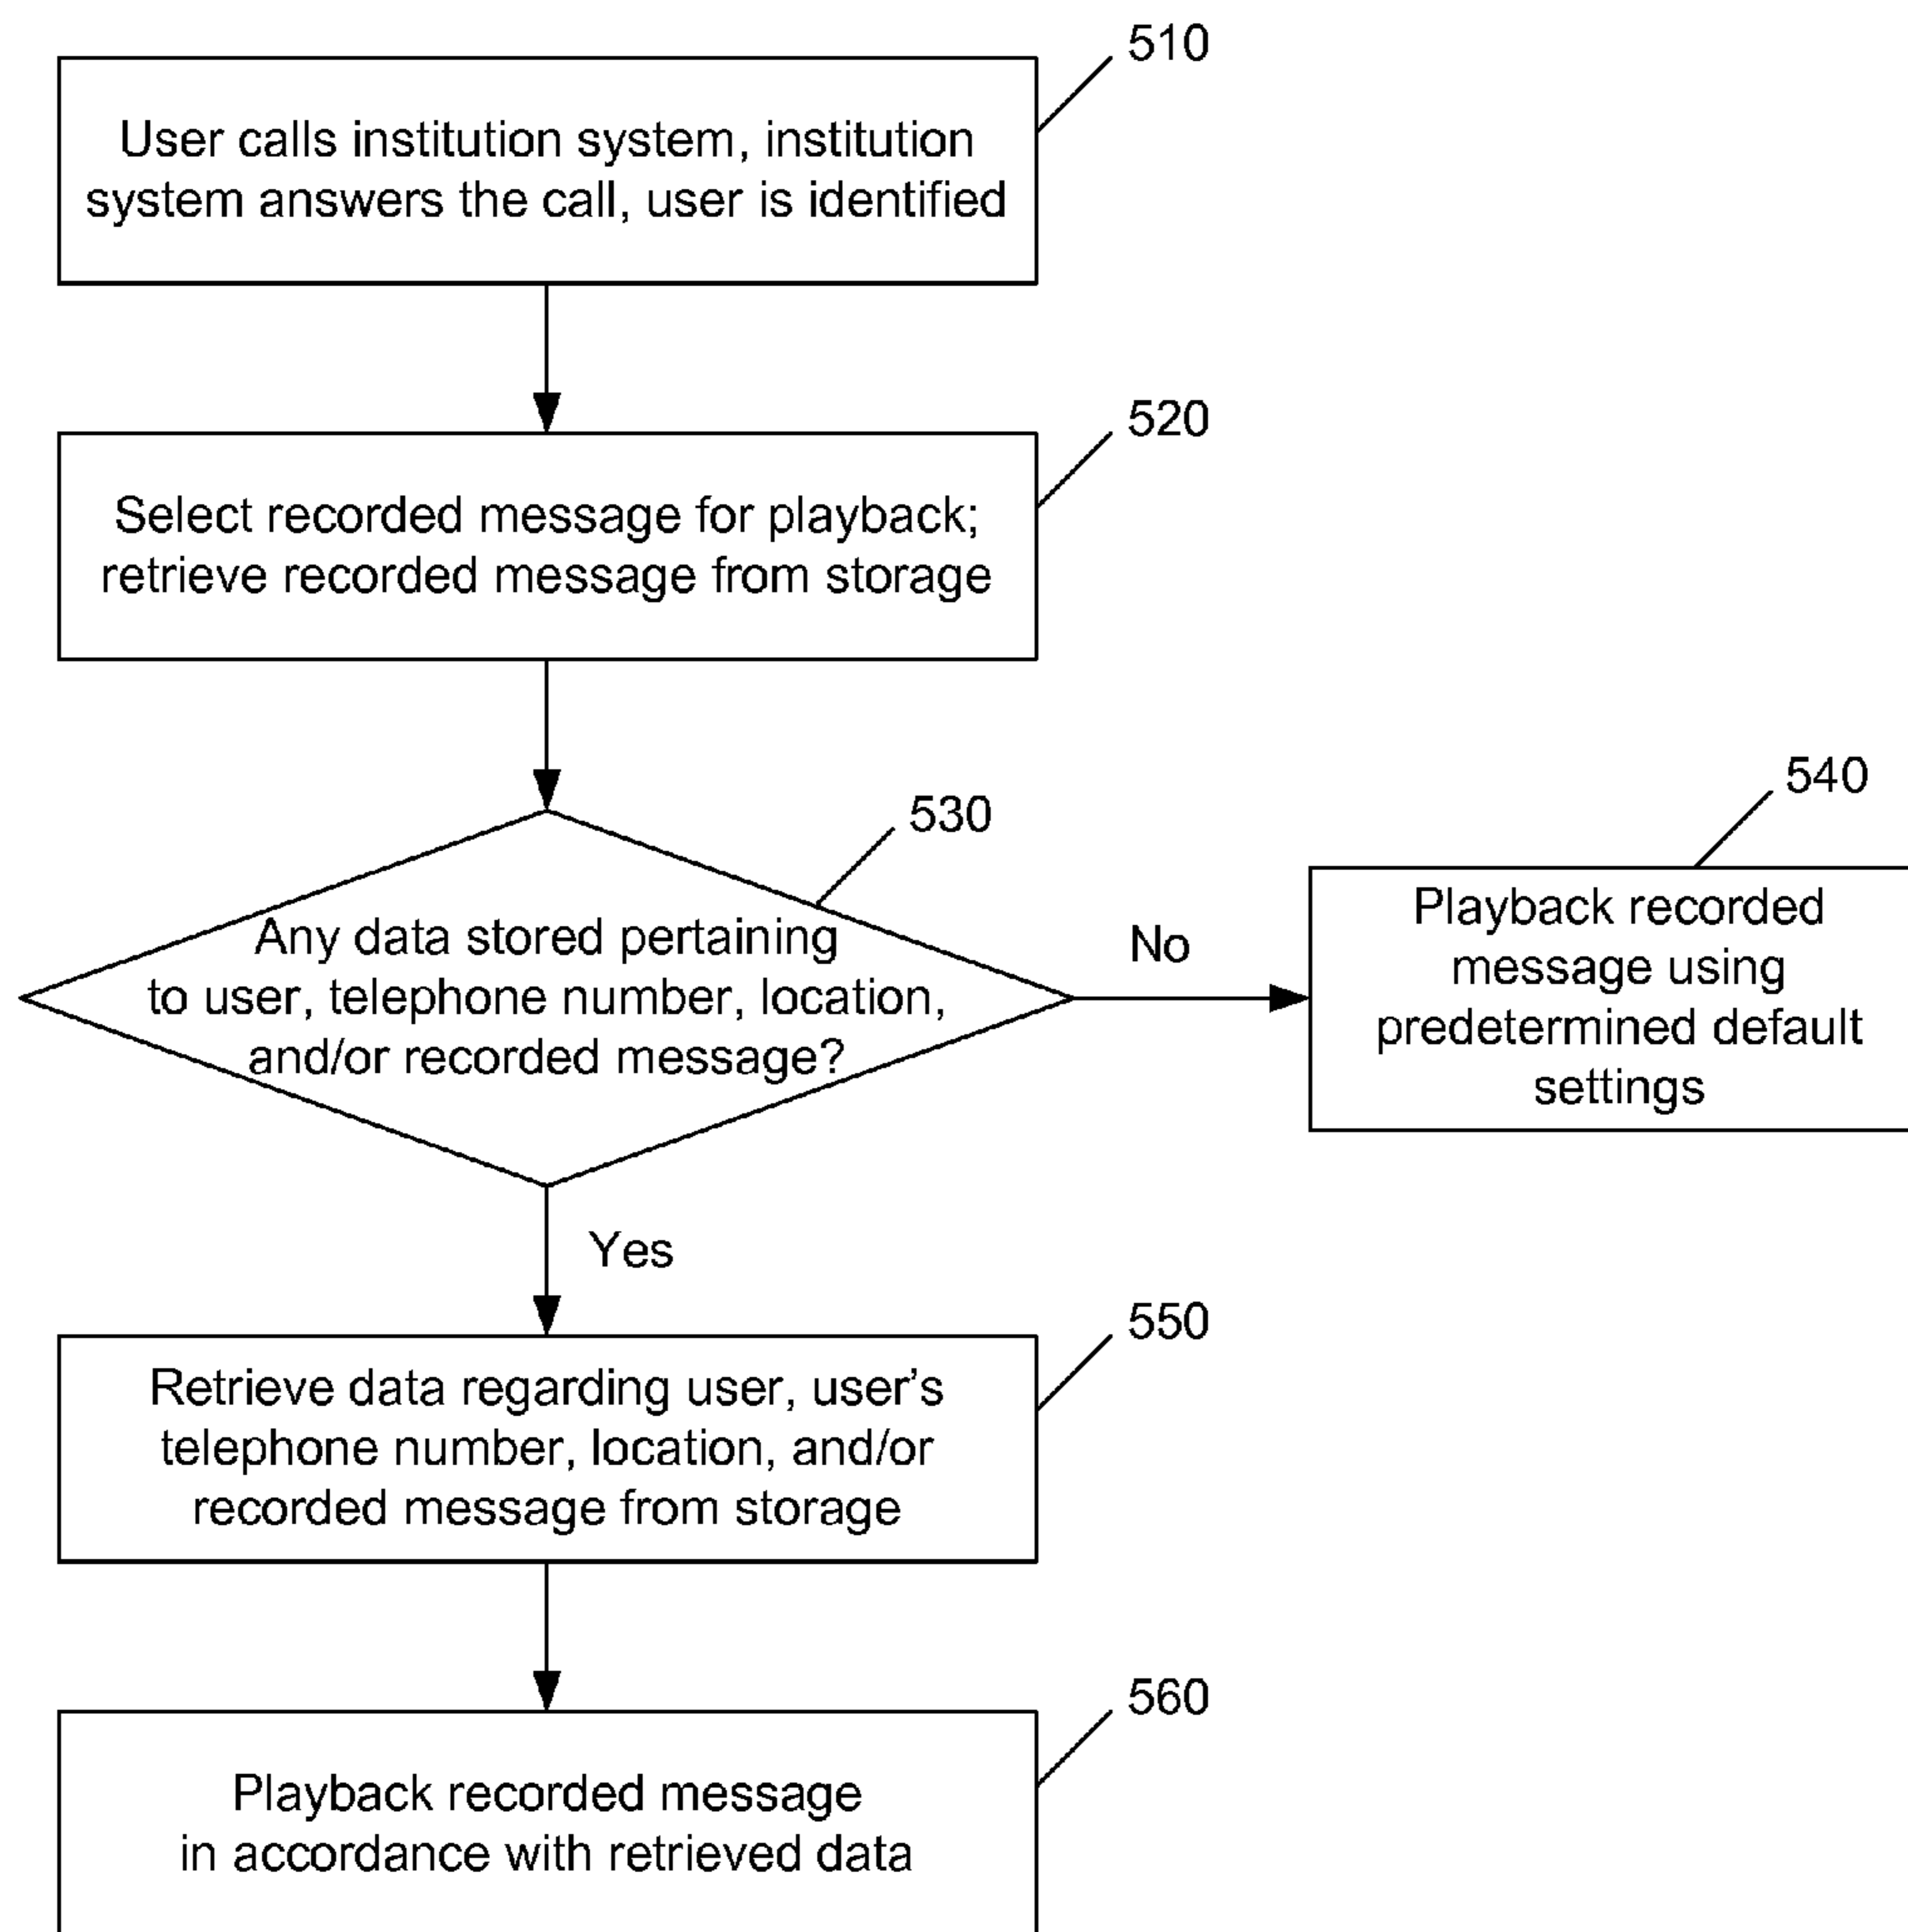 510
User calls institution system, institution
system answers the call, user is identified
520
Select recorded message for playback;
retrieve recorded message from storage
530
Any data stored pertaining
to user, telephone number, location,
and/or recorded message?
No
540
Playback recorded
message using
predetermined default
settings
Yes
550
Retrieve data regarding user, user's
telephone number, location, and/or
recorded message from storage
560
Playback recorded message
in accordance with retrieved data